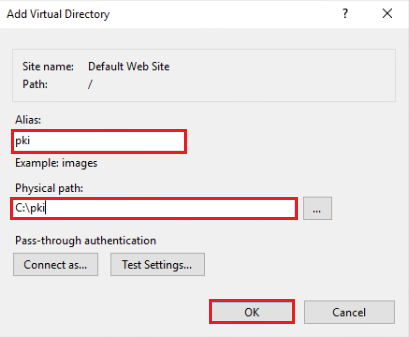 Add Virtual Directory ? ×
Site name: Default Web Site
Path: /
Alias:
pki
Example: images
Physical path:
C:\pki
...
Pass-through authentication
Connect as... Test Settings...
OK Cancel